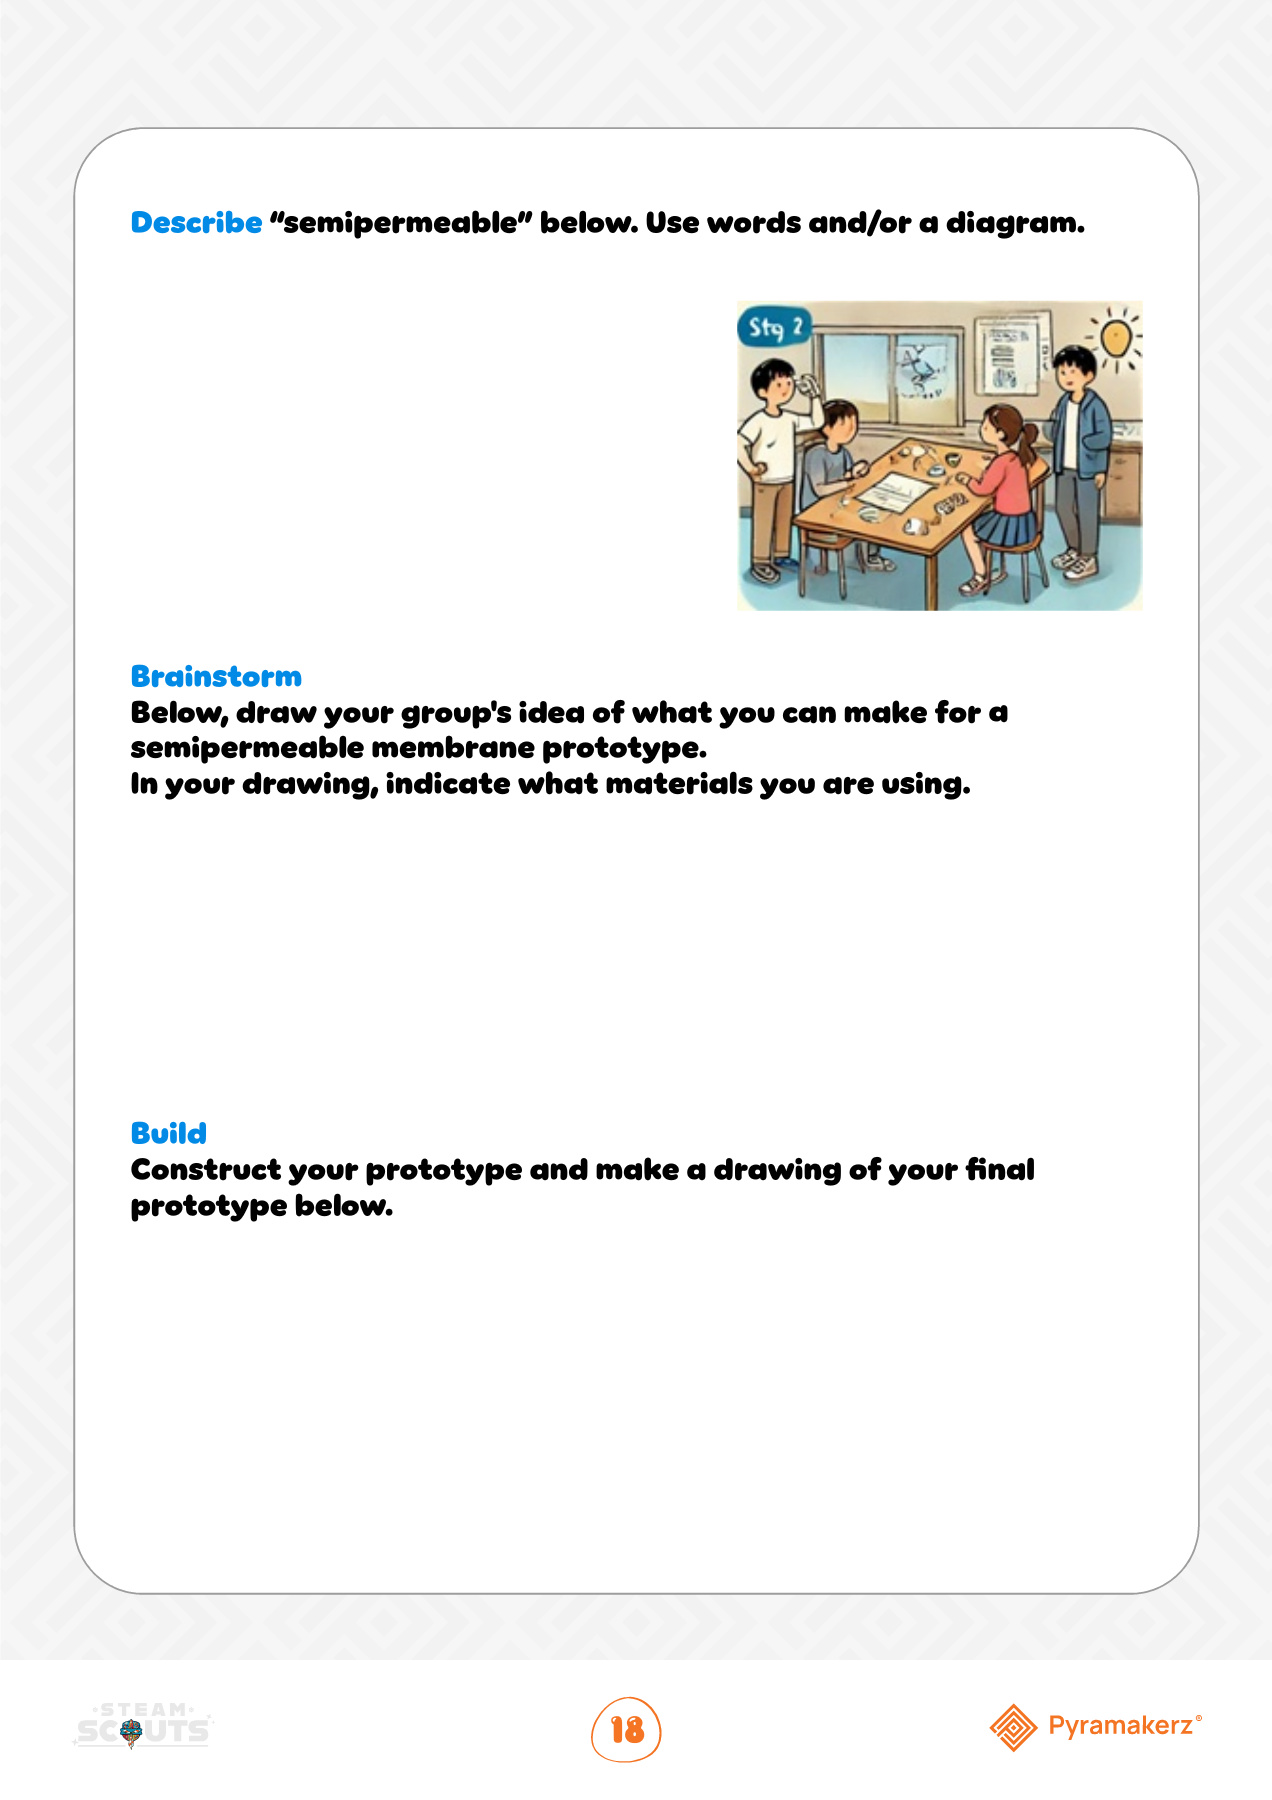 Describe “semipermeable” below. Use words and/or a diagram.
Stg 2
Brainstorm
Below, draw your group's idea of what you can make for a
semipermeable membrane prototype.
In your drawing, indicate what materials you are using.
Build
Construct your prototype and make a drawing of your final
prototype below.
STEAM
SCOUTS
18
Pyramakerz®